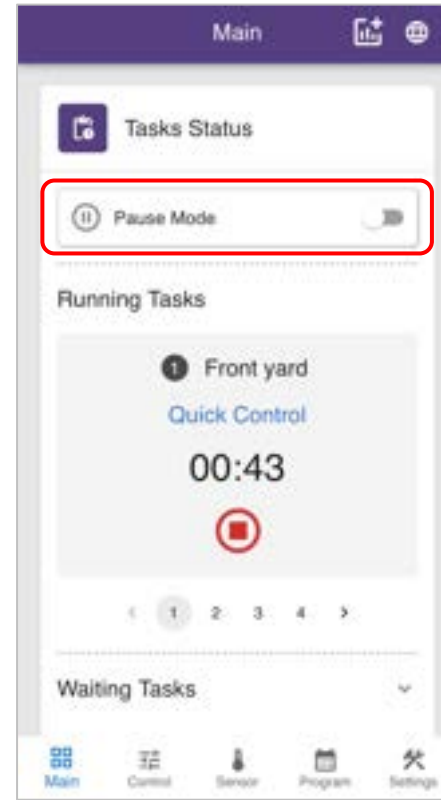 Main
Tasks Status
Pause Mode
Running Tasks
1 Front yard
Quick Control
00:43
< 1 2 3 4 >
Waiting Tasks
Main Control Sensor Program Settings